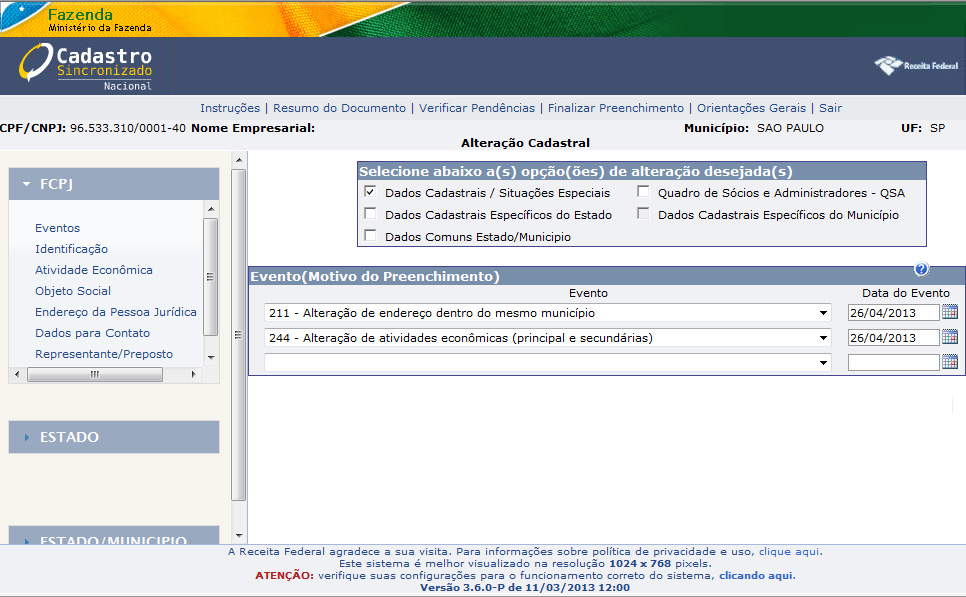 Fazenda
Ministério da Fazenda
Cadastro
Sincronizado
Nacional
Receita Federal
Instruções | Resumo do Documento | Verificar Pendências | Finalizar Preenchimento | Orientações Gerais | Sair
CPF/CNPJ: 96.533.310/0001-40 Nome Empresarial: Município: SAO PAULO UF: SP
Alteração Cadastral
FCPJ
Eventos
Identificação
Atividade Econômica
Objeto Social
Endereço da Pessoa Jurídica
Dados para Contato
Representante/Preposto
ESTADO
ESTADO/MUNICIPIO
Selecione abaixo a(s) opção(ões) de alteração desejada(s)
Dados Cadastrais / Situações Especiais Quadro de Sócios e Administradores - QSA
Dados Cadastrais Específicos do Estado Dados Cadastrais Específicos do Município
Dados Comuns Estado/Municipio
Evento(Motivo do Preenchimento)
Evento Data do Evento
211 - Alteração de endereço dentro do mesmo município 26/04/2013
244 - Alteração de atividades econômicas (principal e secundárias) 26/04/2013
A Receita Federal agradece a sua visita. Para informações sobre política de privacidade e uso, clique aqui.
Este sistema é melhor visualizado na resolução 1024 x 768 pixels.
ATENÇÃO: verifique suas configurações para o funcionamento correto do sistema, clicando aqui.
Versão 3.6.0-P de 11/03/2013 12:00